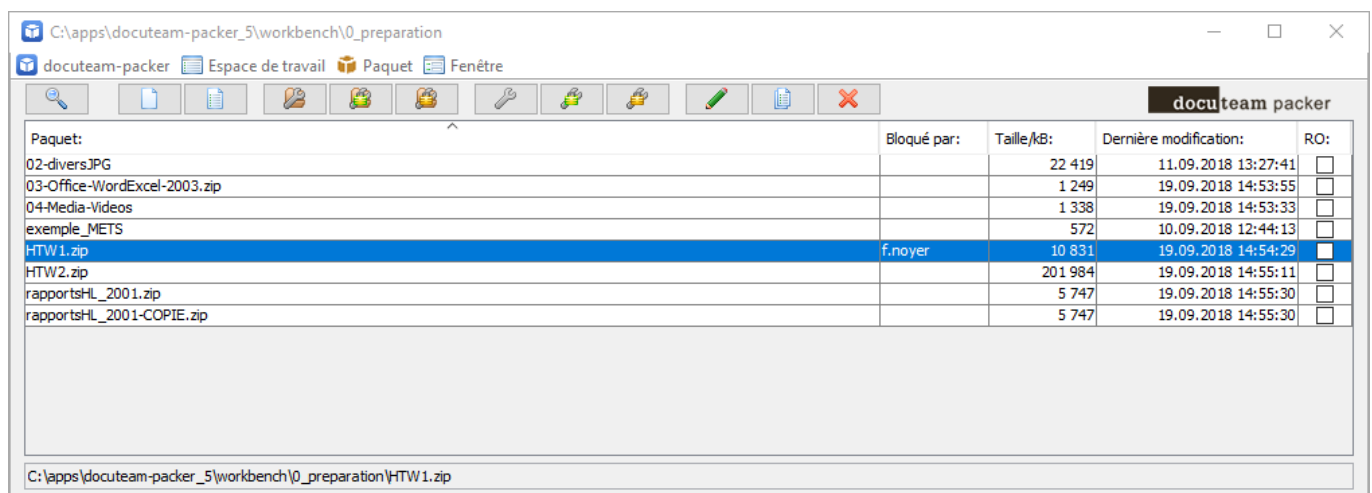 C:\apps\docuteam-packer_5\workbench\0_preparation
docuteam-packer Espace de travail Paquet Fenêtre
docuteam packer
Paquet: Bloqué par: Taille/kB: Dernière modification: RO:
02-diversJPG 22 419 11.09.2018 13:27:41
03-Office-WordExcel-2003.zip 1 249 19.09.2018 14:53:55
04-Media-Videos 1 338 19.09.2018 14:53:33
exemple_METS 572 10.09.2018 12:44:13
HTW1.zip f.noyer 10 831 19.09.2018 14:54:29
HTW2.zip 201 984 19.09.2018 14:55:11
rapportsHL_2001.zip 5 747 19.09.2018 14:55:30
rapportsHL_2001-COPIE.zip 5 747 19.09.2018 14:55:30
C:\apps\docuteam-packer_5\workbench\0_preparation\HTW1.zip